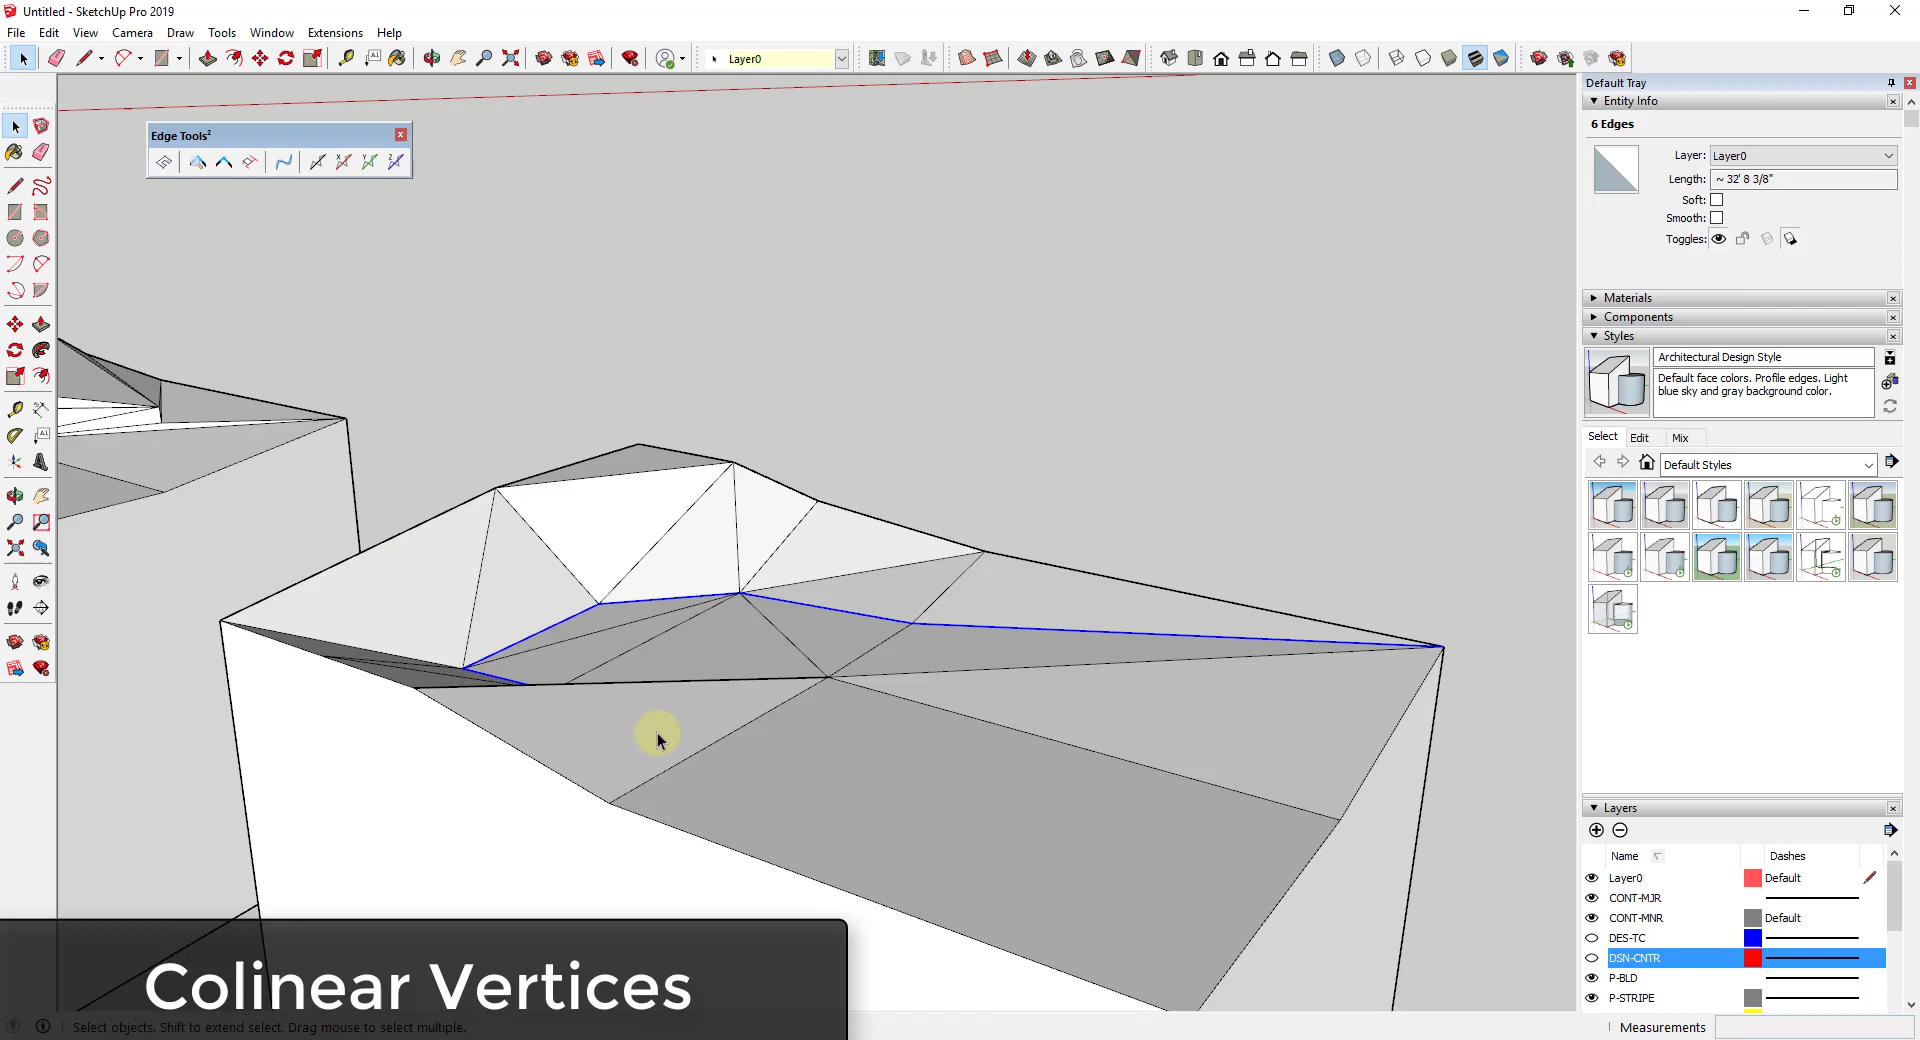 Untitled - SketchUp Pro 2019
File Edit View Camera Draw Tools Window Extensions Help
Layer0
Default Tray
Edge Tools²
Entity Info
6 Edges
Layer: Layer0
Length: ~ 32' 8 3/8"
Soft:
Smooth:
Toggles:
Materials
Components
Styles
Architectural Design Style
Default face colors. Profile edges. Light
blue sky and gray background color.
Select Edit Mix
Default Styles
Layers
Name Dashes
Layer0 Default
CONT-MJR
CONT-MNR Default
DES-TC
DSN-CNTR
P-BLD
P-STRIPE
Colinear Vertices
Select objects. Shift to extend select. Drag mouse to select multiple.
Measurements